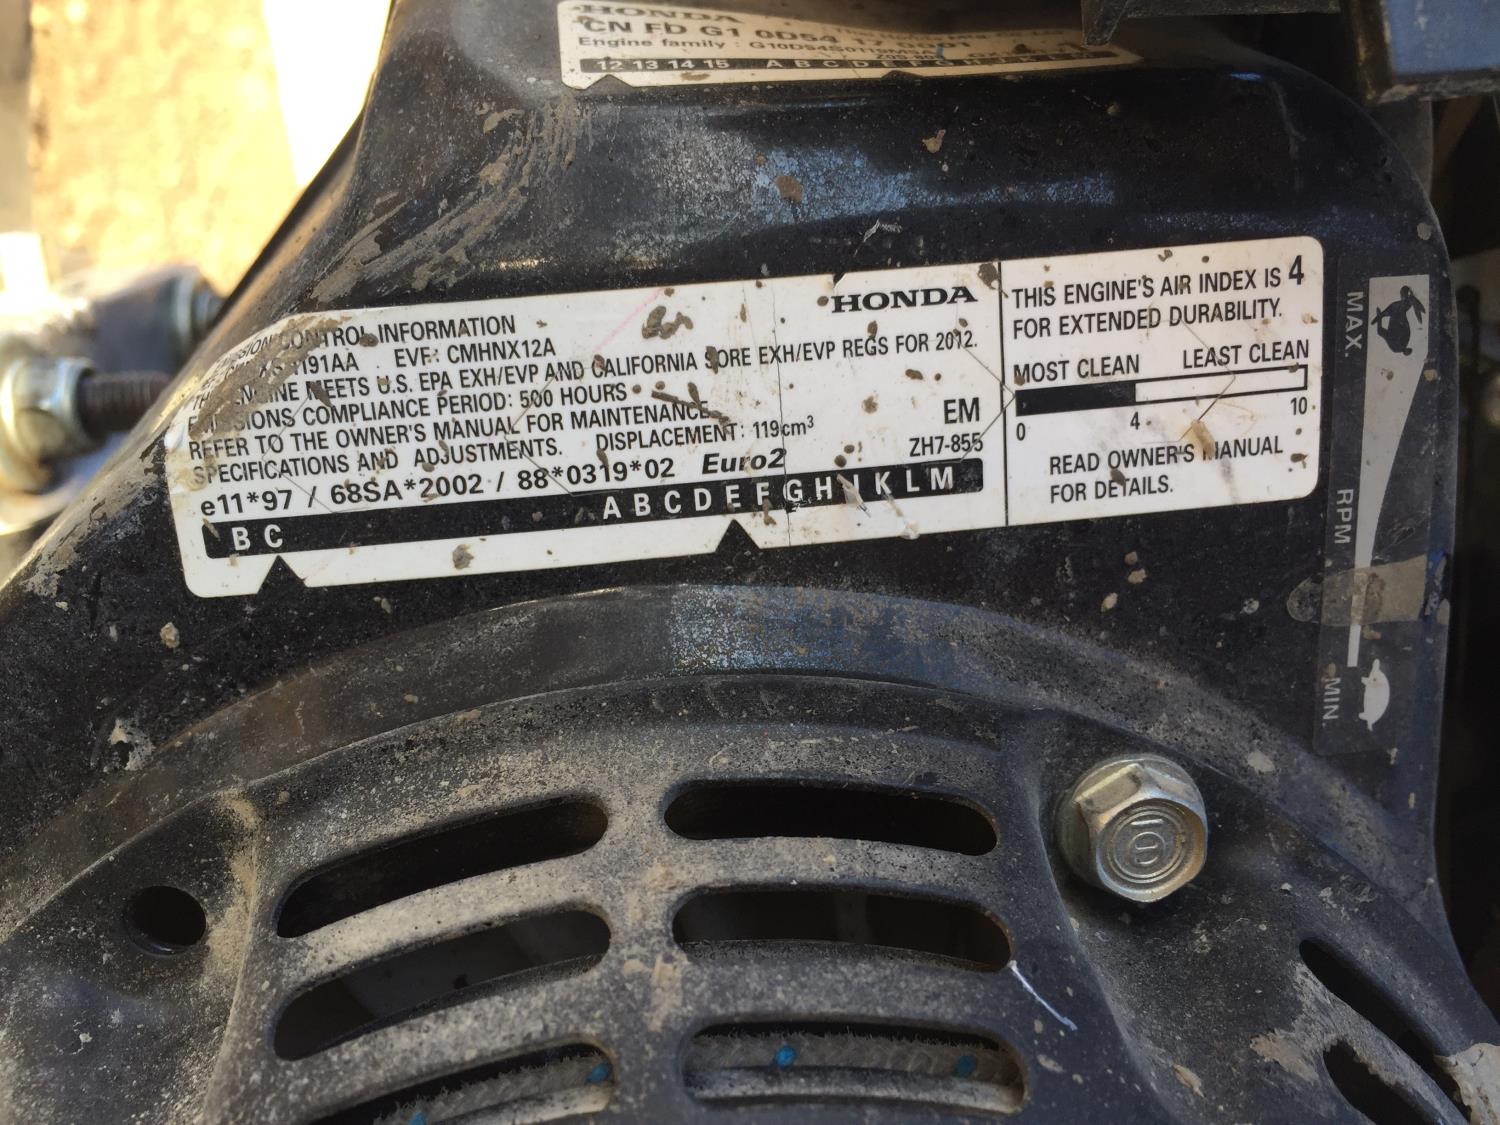 HONDA
CN FD G1 0D54 17 0001
Engine family :
12 13 14 15 A B C D E F G H J K
CONTROL INFORMATION
HONDA
191AA EVF: CMHNX12A
ENGINE MEETS U.S. EPA EXH/EVP AND CALIFORNIA SORE EXH/EVP REGS FOR 2012.
EMISSIONS COMPLIANCE PERIOD: 500 HOURS
REFER TO THE OWNER'S MANUAL FOR MAINTENANCE
SPECIFICATIONS AND ADJUSTMENTS. DISPLACEMENT: 119cm³
EM
e11*97 / 68SA*2002 / 88*0319*02 Euro2
ZH7-855
B C A B C D E F G H J K L M
THIS ENGINE'S AIR INDEX IS 4
FOR EXTENDED DURABILITY.
MOST CLEAN LEAST CLEAN
0 4 10
READ OWNER'S MANUAL
FOR DETAILS.
MAX.
RPM
MIN
10